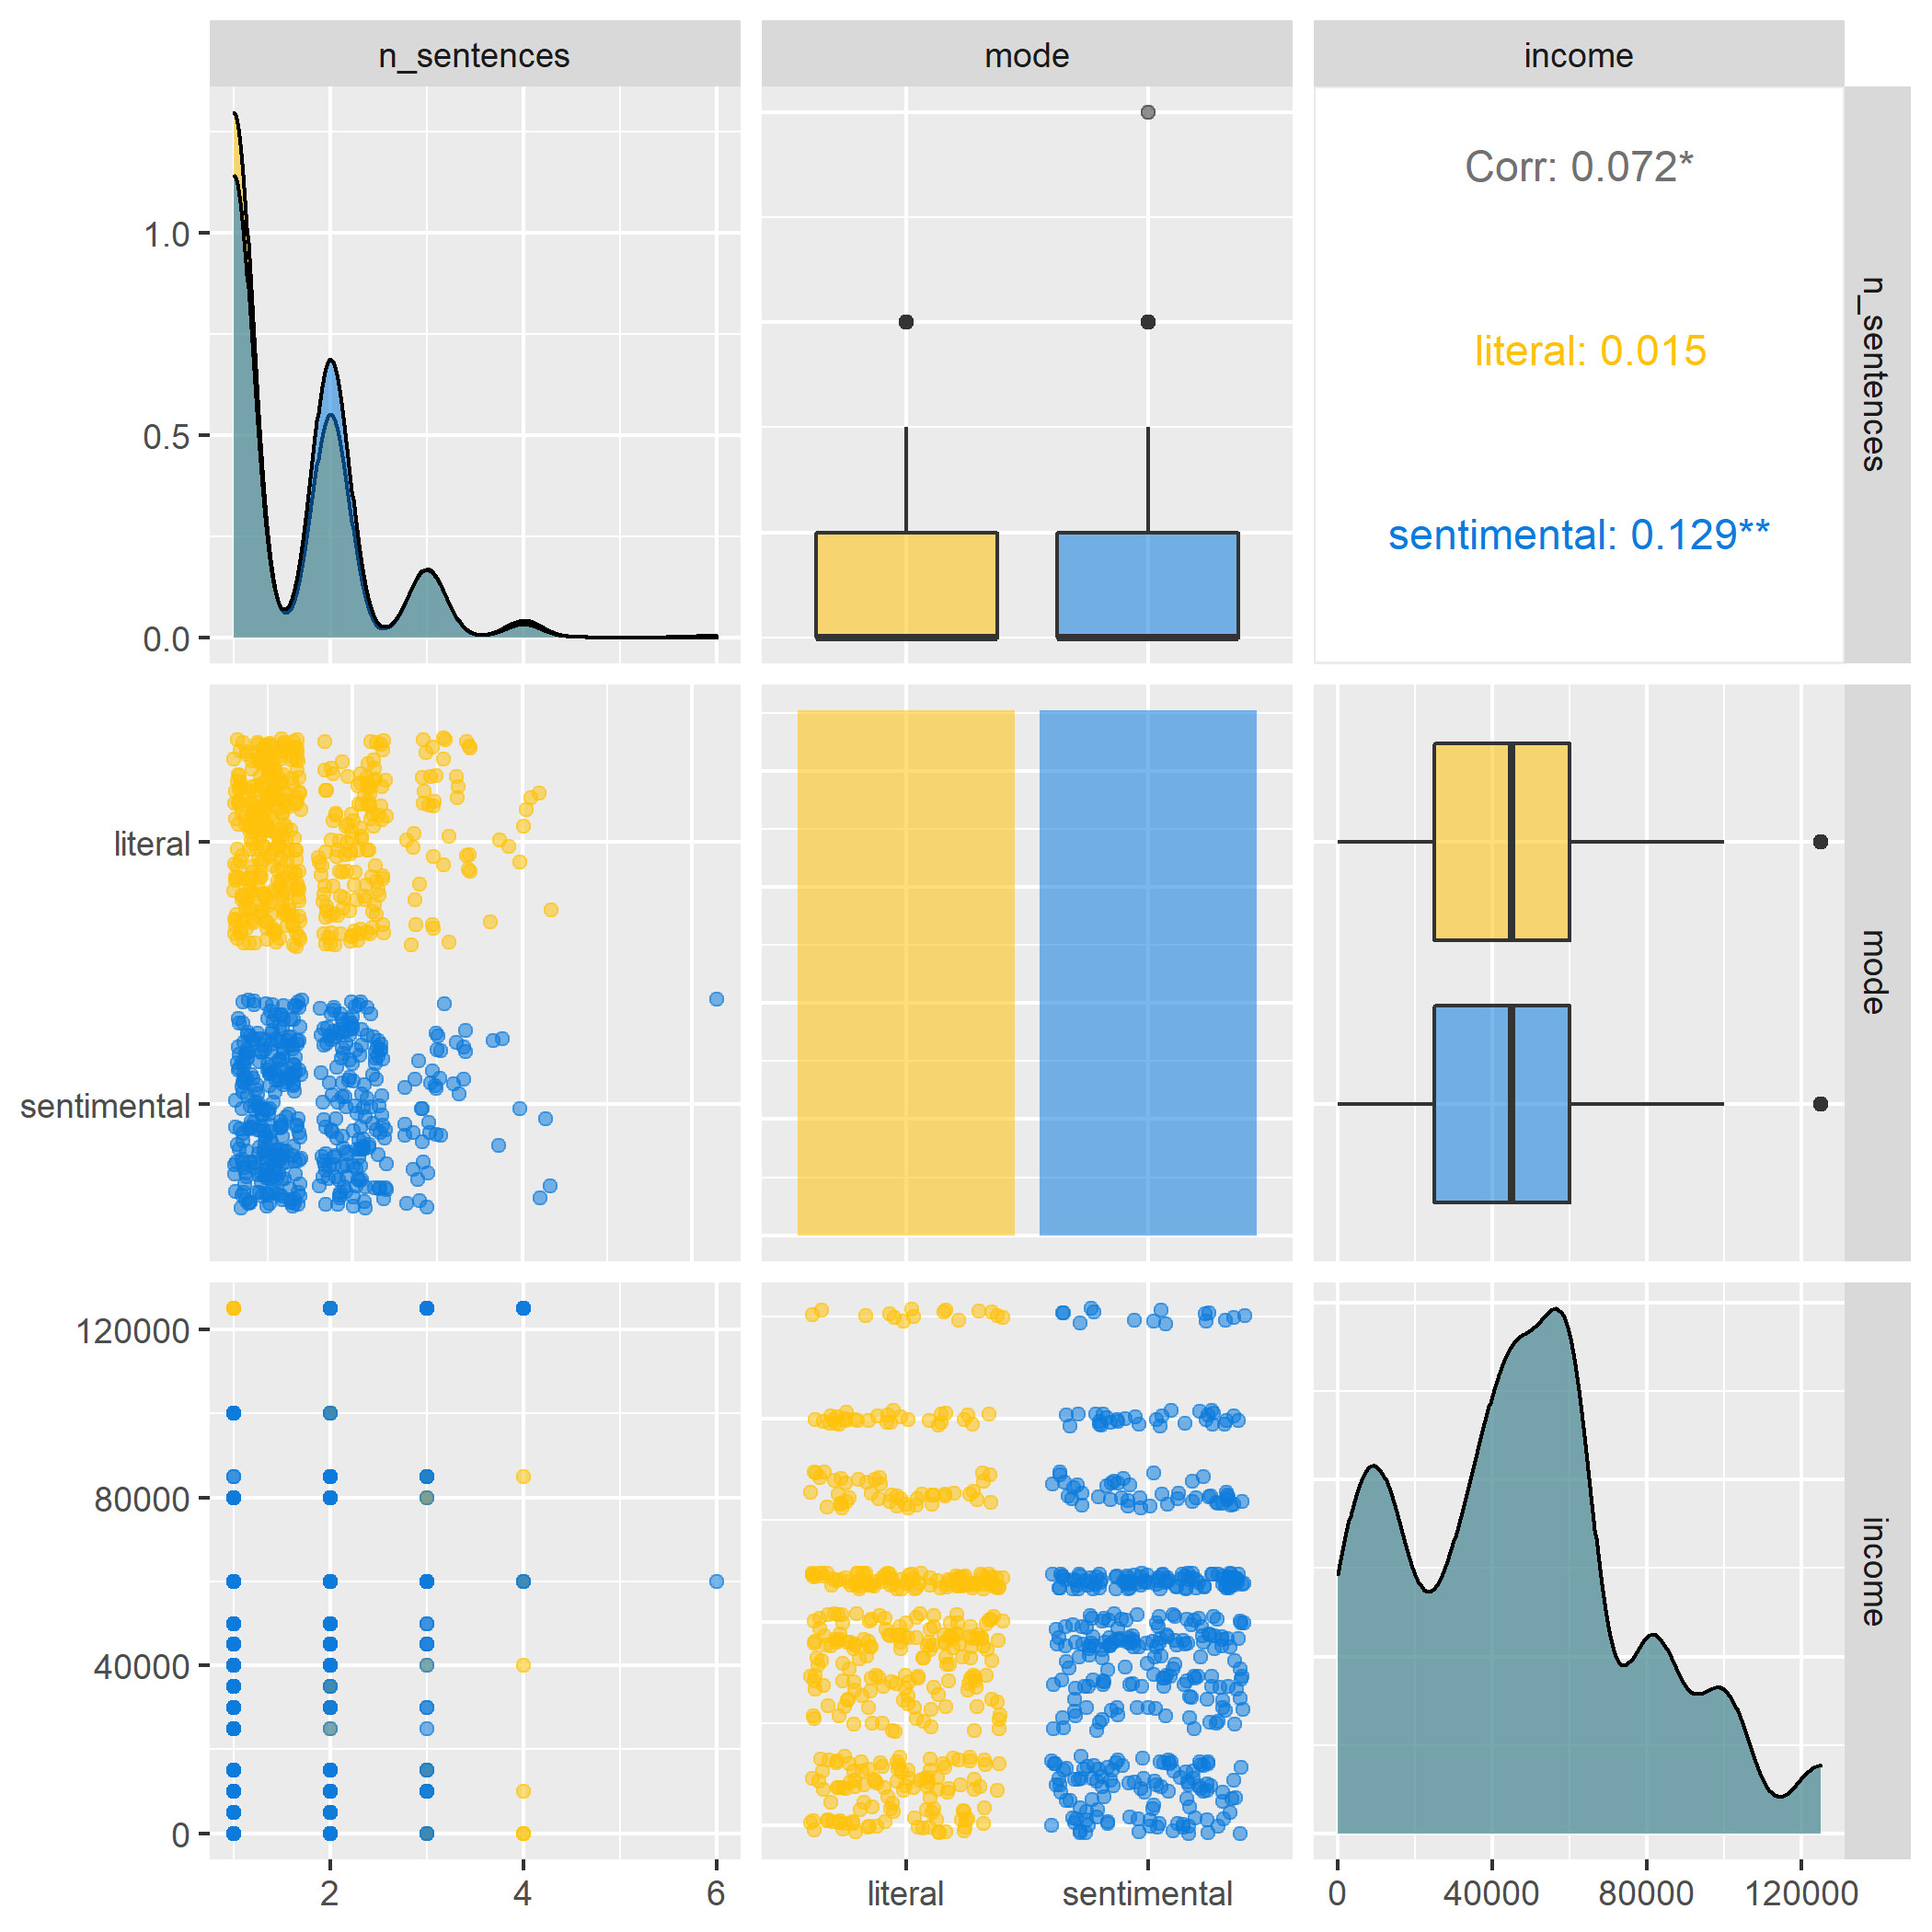 n_sentences
mode
income
1.0
0.5
0.0
Corr: 0.072*
literal: 0.015
sentimental: 0.129**
n_sentences
literal
sentimental
mode
120000
80000
40000
0
income
2
4
6
literal
sentimental
0
40000
80000
120000